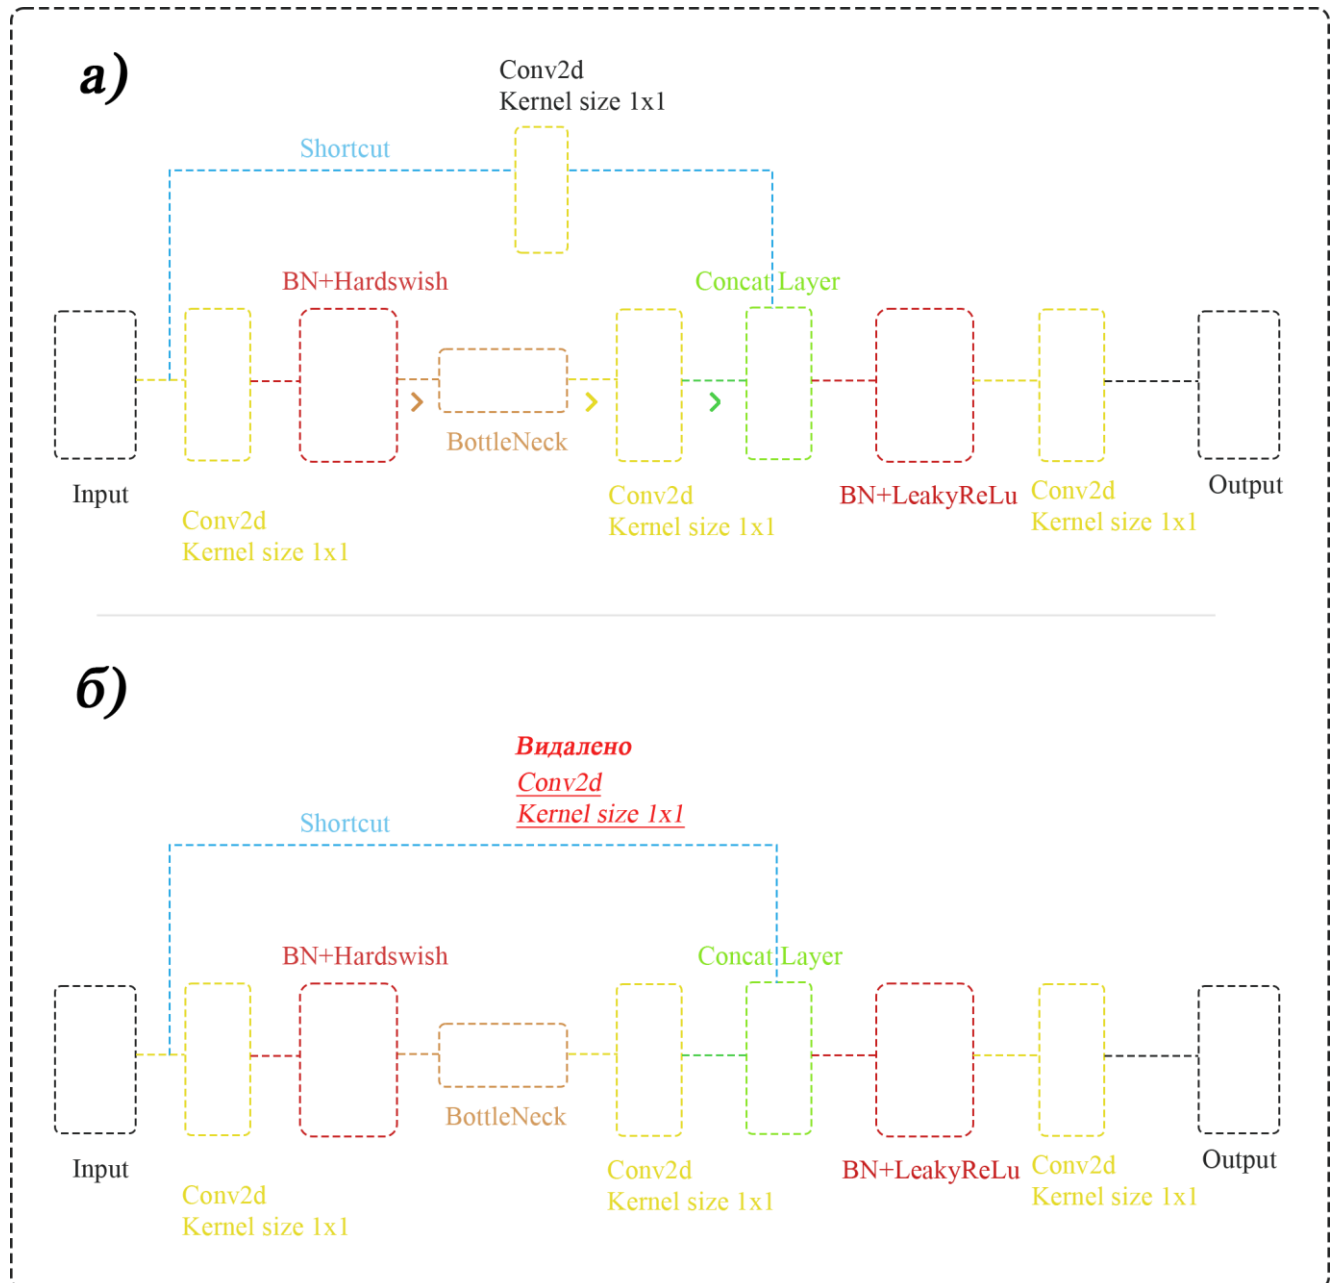 а)
Conv2d
Kernel size 1x1
Shortcut
BN+Hardswish
Concat Layer
BottleNeck
Input
Conv2d
Kernel size 1x1
Conv2d
Kernel size 1x1
BN+LeakyReLu
Conv2d
Kernel size 1x1
Output
б)
Видалено
Conv2d
Kernel size 1x1
Shortcut
BN+Hardswish
Concat Layer
BottleNeck
Input
Conv2d
Kernel size 1x1
Conv2d
Kernel size 1x1
BN+LeakyReLu
Conv2d
Kernel size 1x1
Output